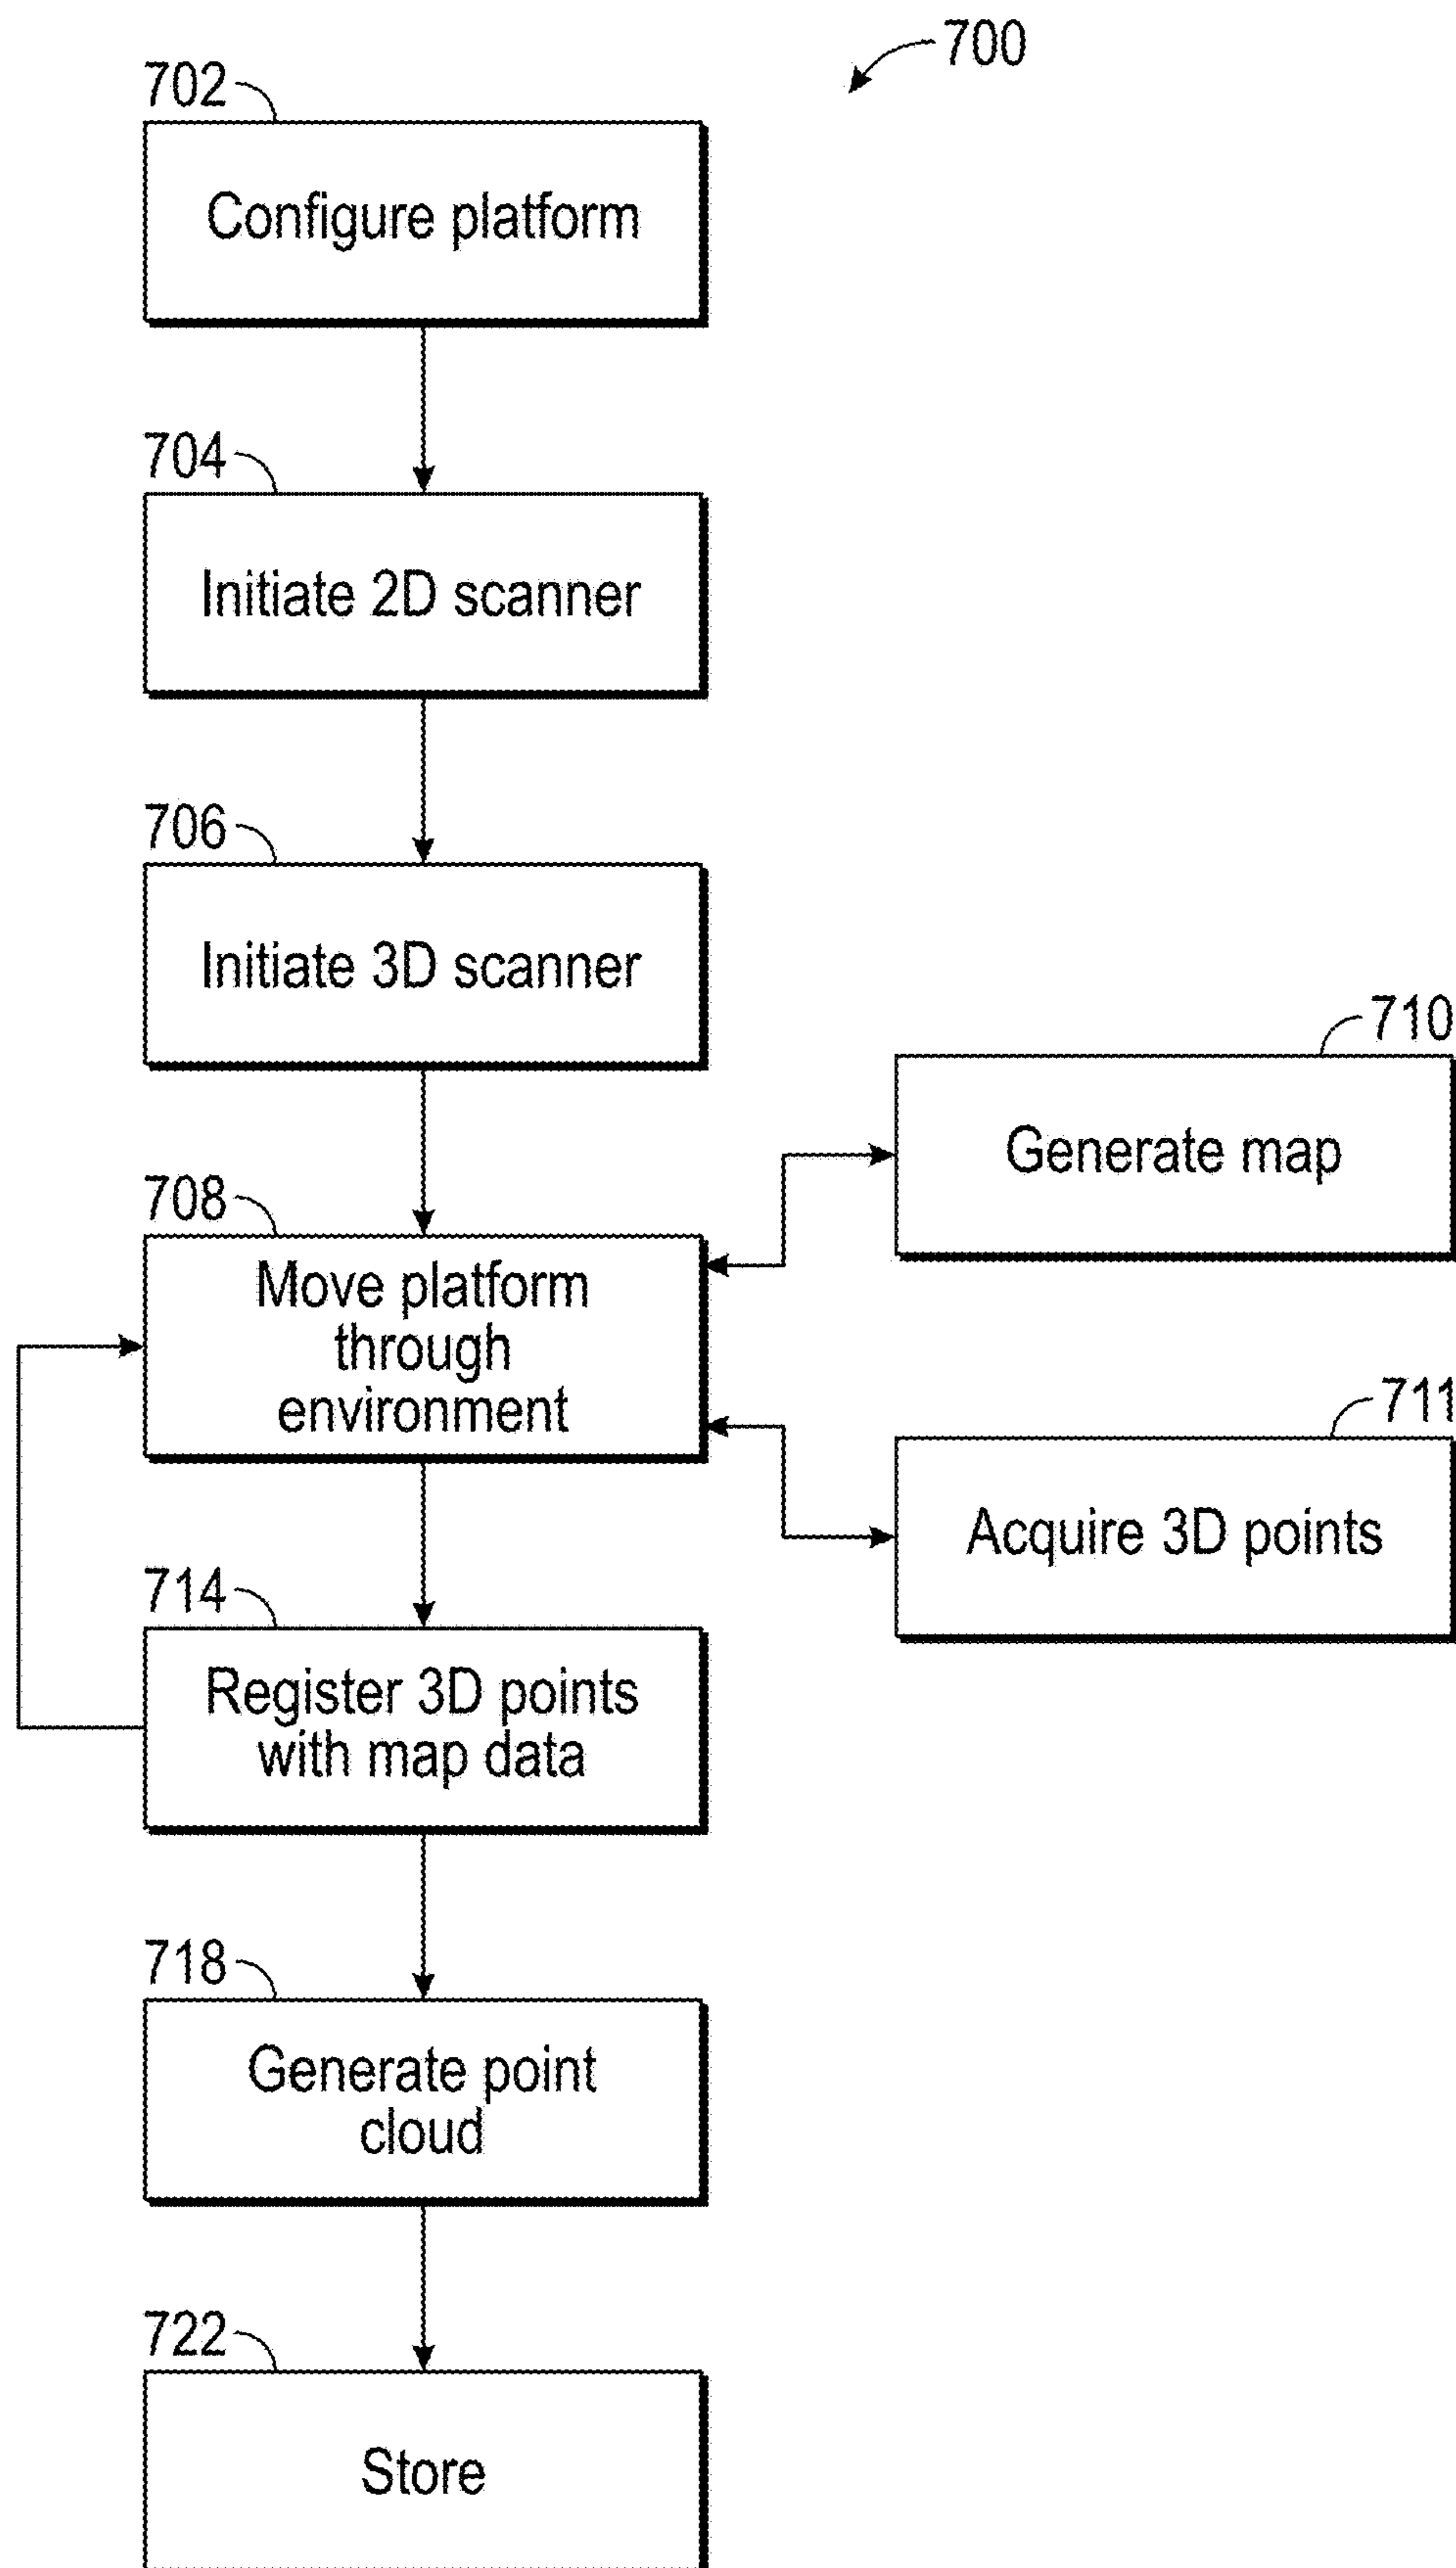 700
702
Configure platform
704
Initiate 2D scanner
706
Initiate 3D scanner
710
Generate map
708
Move platform
through
environment
711
Acquire 3D points
714
Register 3D points
with map data
718
Generate point
cloud
722
Store